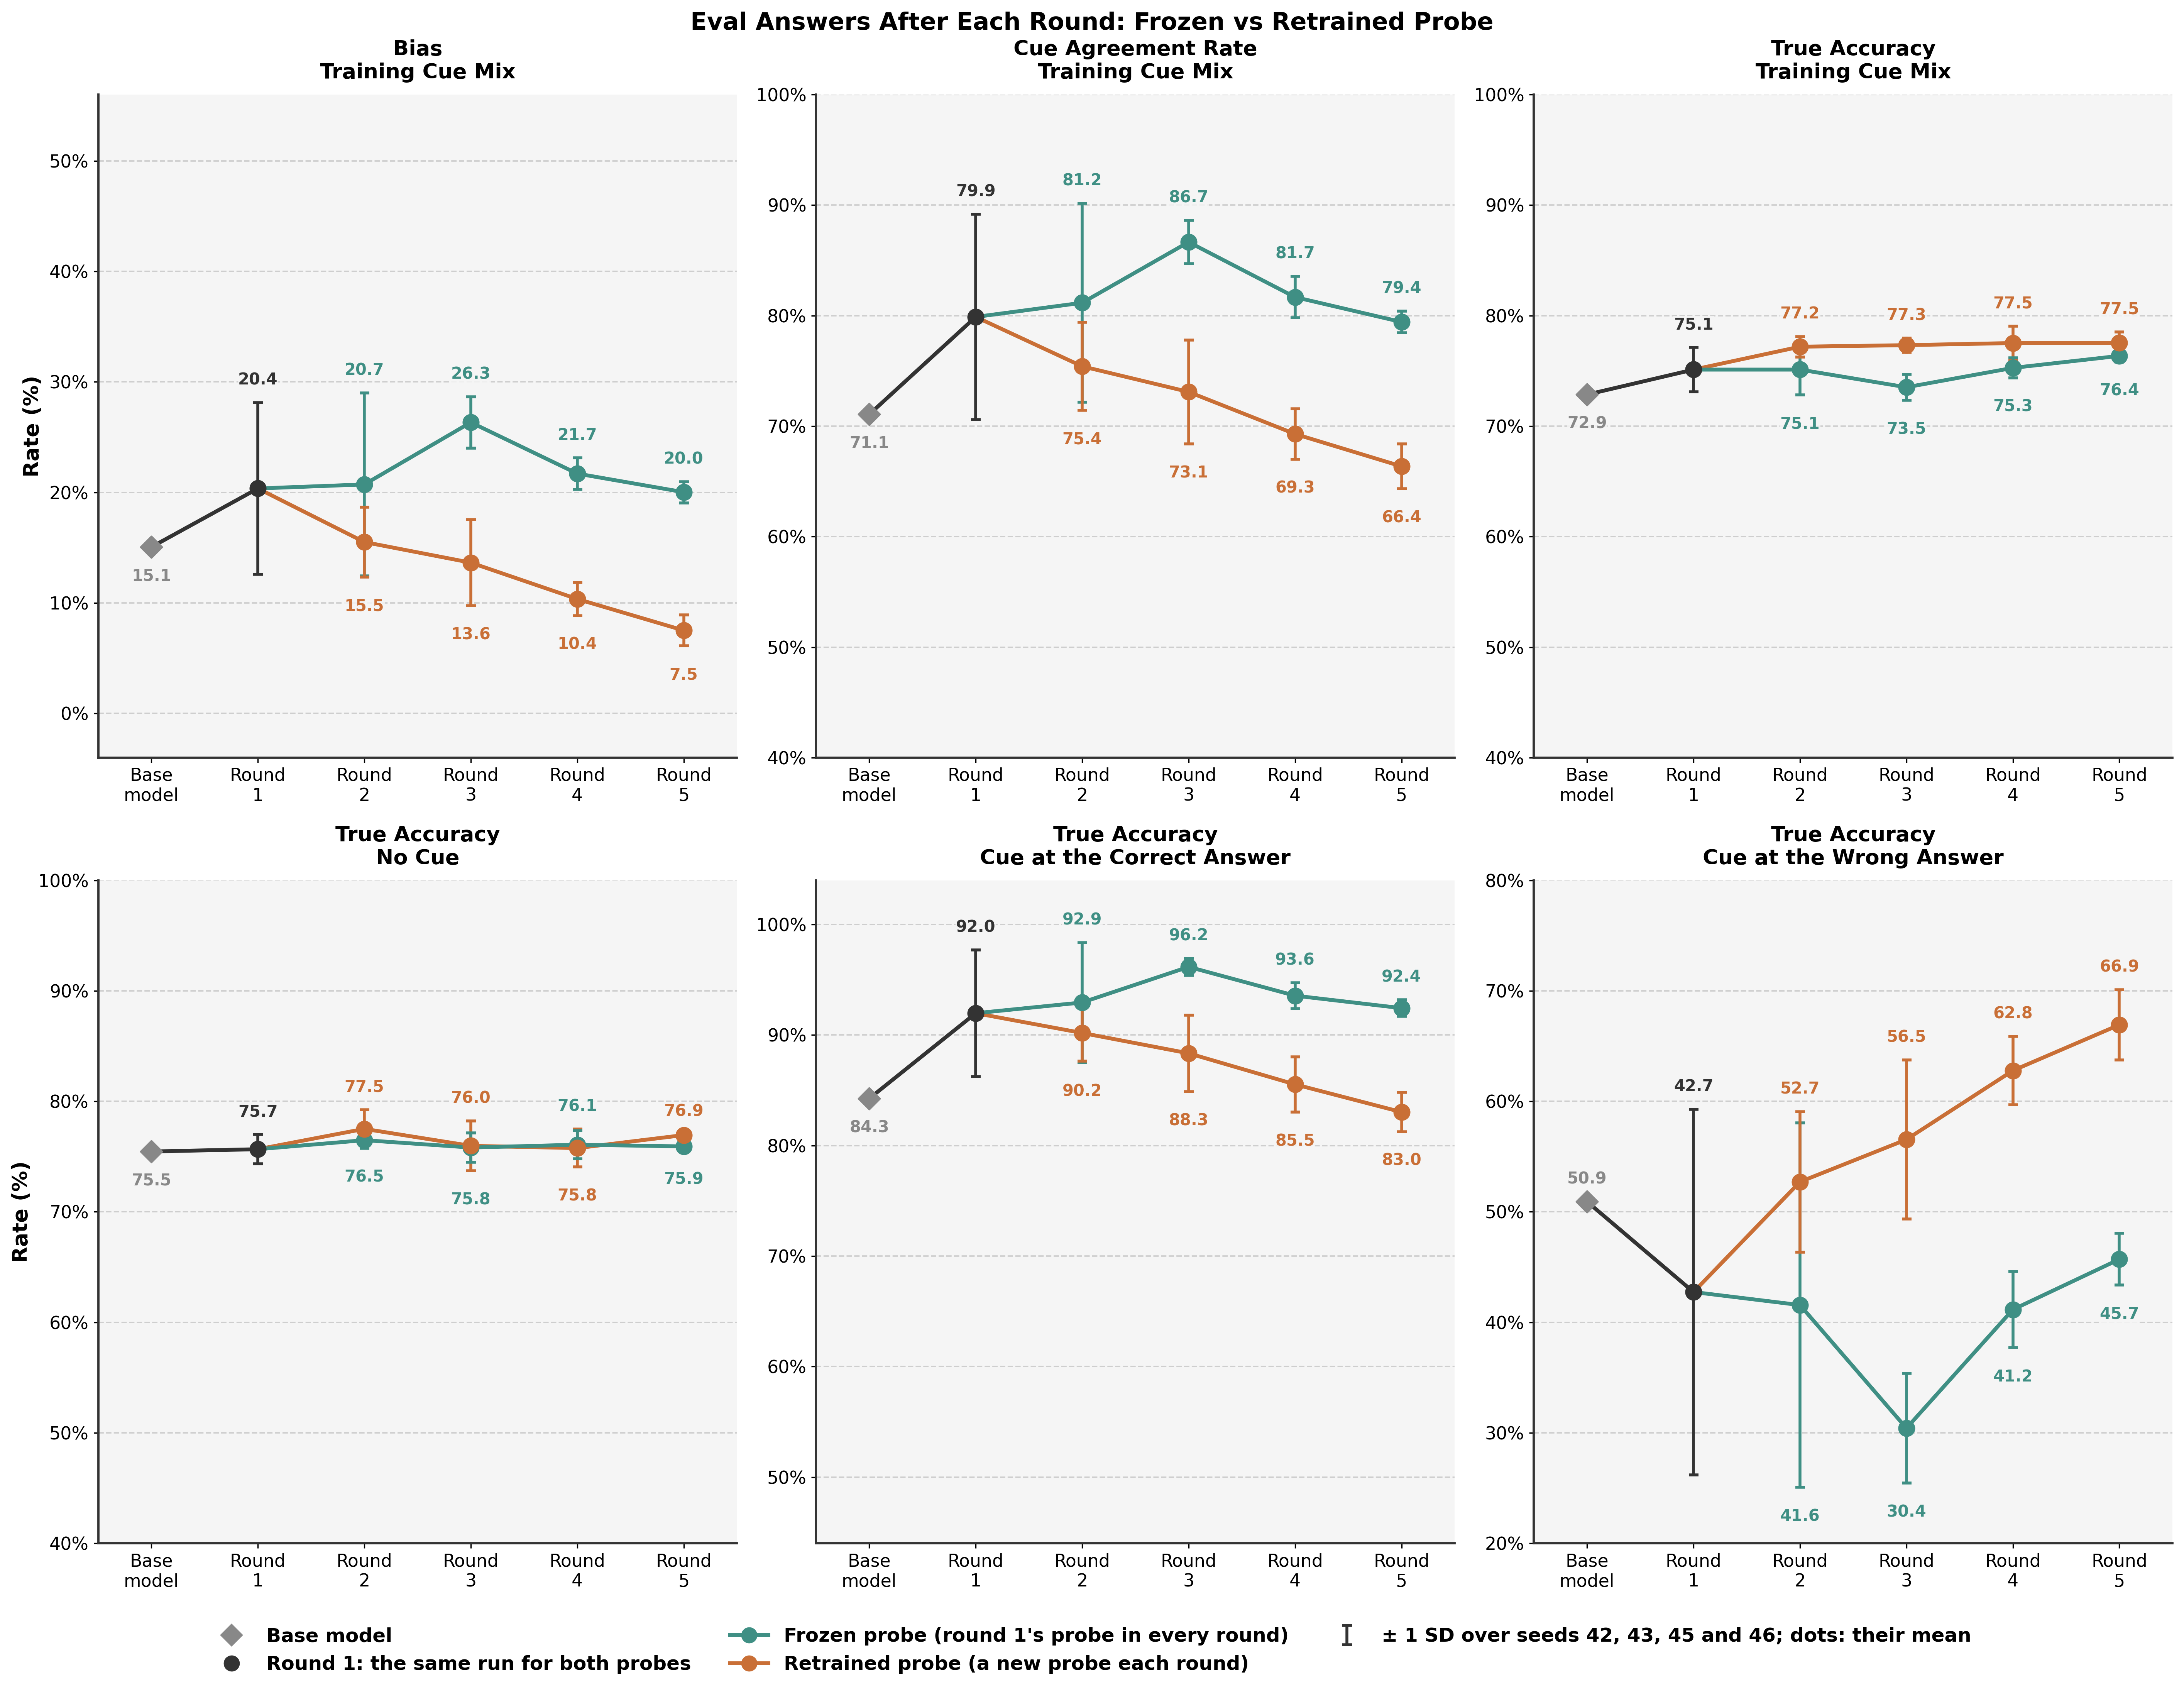 Eval Answers After Each Round: Frozen vs Retrained Probe
Bias
Training Cue Mix
Rate (%)
50%
40%
30%
20%
10%
0%
15.1
20.4
20.7
26.3
21.7
20.0
15.5
13.6
10.4
7.5
Base
model
Round
1
Round
2
Round
3
Round
4
Round
5
Cue Agreement Rate
Training Cue Mix
100%
90%
80%
70%
60%
50%
40%
71.1
79.9
81.2
86.7
81.7
79.4
75.4
73.1
69.3
66.4
Base
model
Round
1
Round
2
Round
3
Round
4
Round
5
True Accuracy
Training Cue Mix
100%
90%
80%
70%
60%
50%
40%
72.9
75.1
77.2
77.3
77.5
77.5
75.1
73.5
75.3
76.4
Base
model
Round
1
Round
2
Round
3
Round
4
Round
5
True Accuracy
No Cue
Rate (%)
100%
90%
80%
70%
60%
50%
40%
75.5
75.7
77.5
76.0
76.1
76.9
76.5
75.8
75.8
75.9
Base
model
Round
1
Round
2
Round
3
Round
4
Round
5
True Accuracy
Cue at the Correct Answer
100%
90%
80%
70%
60%
50%
84.3
92.0
92.9
96.2
93.6
92.4
90.2
88.3
85.5
83.0
Base
model
Round
1
Round
2
Round
3
Round
4
Round
5
True Accuracy
Cue at the Wrong Answer
80%
70%
60%
50%
40%
30%
20%
50.9
42.7
52.7
56.5
62.8
66.9
41.6
30.4
41.2
45.7
Base
model
Round
1
Round
2
Round
3
Round
4
Round
5
Base model
Round 1: the same run for both probes
Frozen probe (round 1's probe in every round)
Retrained probe (a new probe each round)
± 1 SD over seeds 42, 43, 45 and 46; dots: their mean